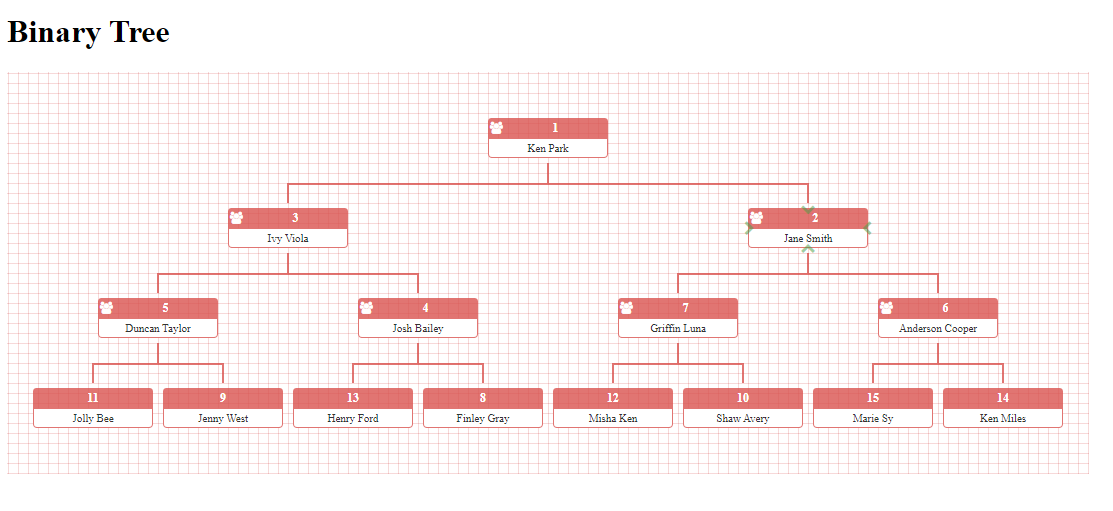 Binary Tree
1
Ken Park
3
Ivy Viola
2
Jane Smith
5
Duncan Taylor
4
Josh Bailey
7
Griffin Luna
6
Anderson Cooper
11
Jolly Bee
9
Jenny West
13
Henry Ford
8
Finley Gray
12
Misha Ken
10
Shaw Avery
15
Marie Sy
14
Ken Miles